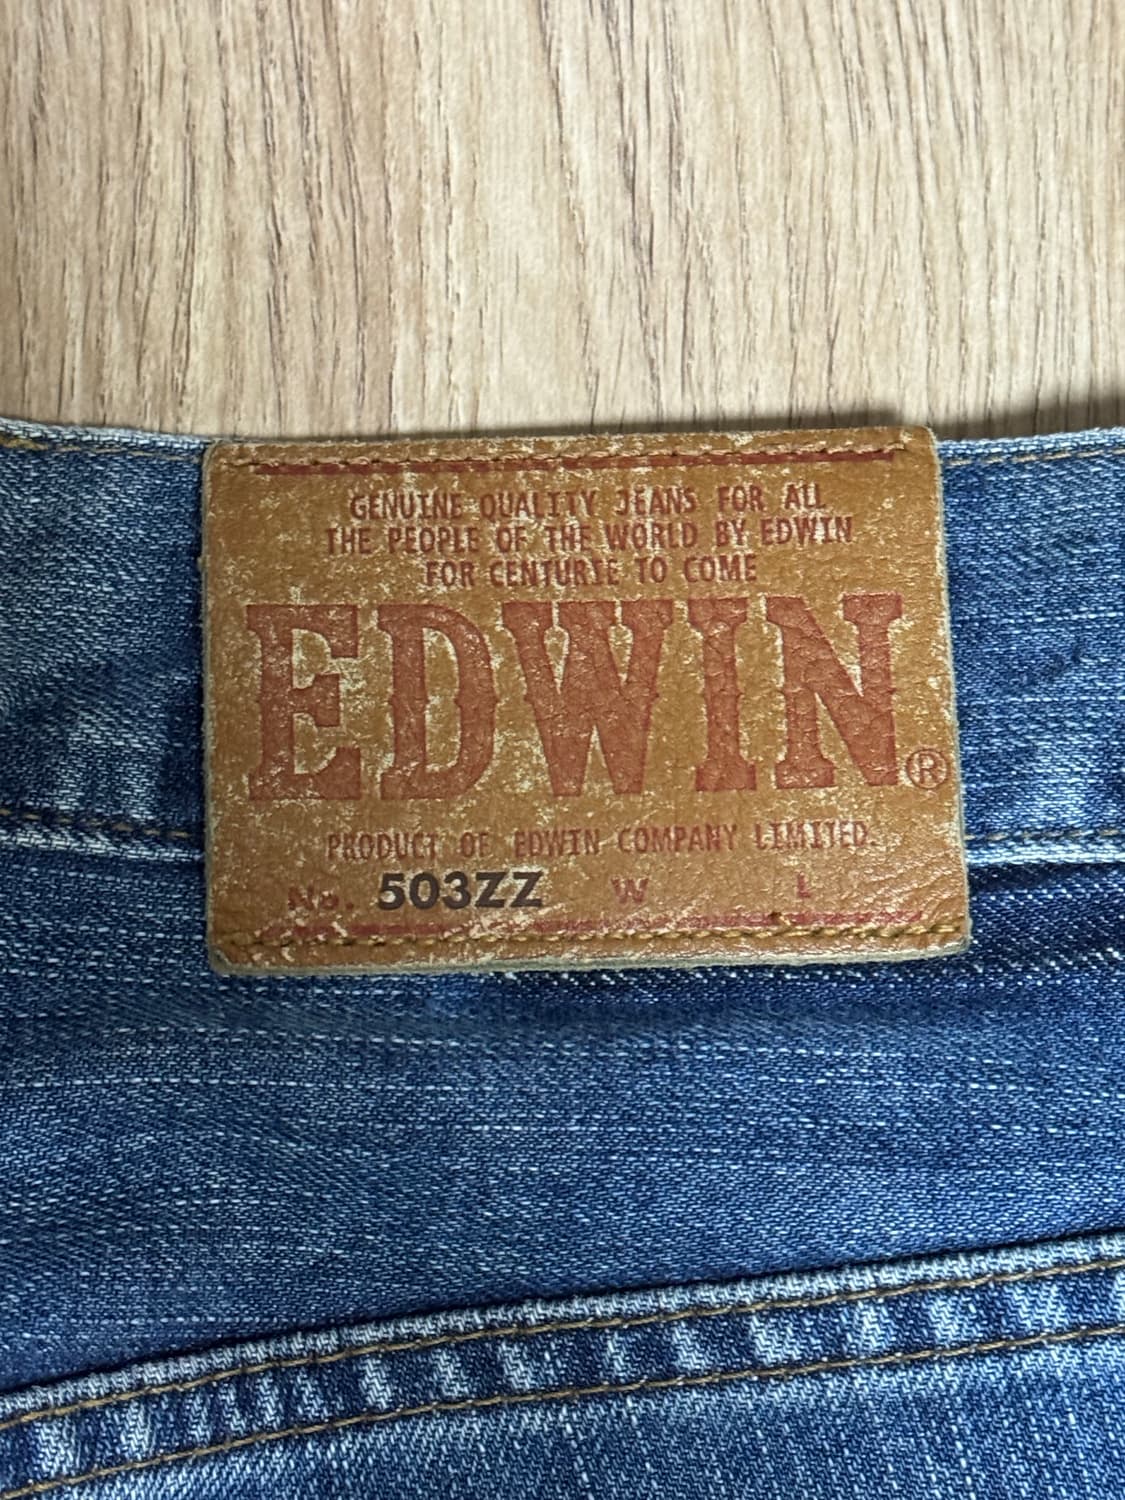 GENUINE QUALITY JEANS FOR ALL
THE PEOPLE OF THE WORLD BY EDWIN
FOR CENTURIE TO COME
EDWIN®
PRODUCT OF EDWIN COMPANY LIMITED.
No. 503ZZ W L